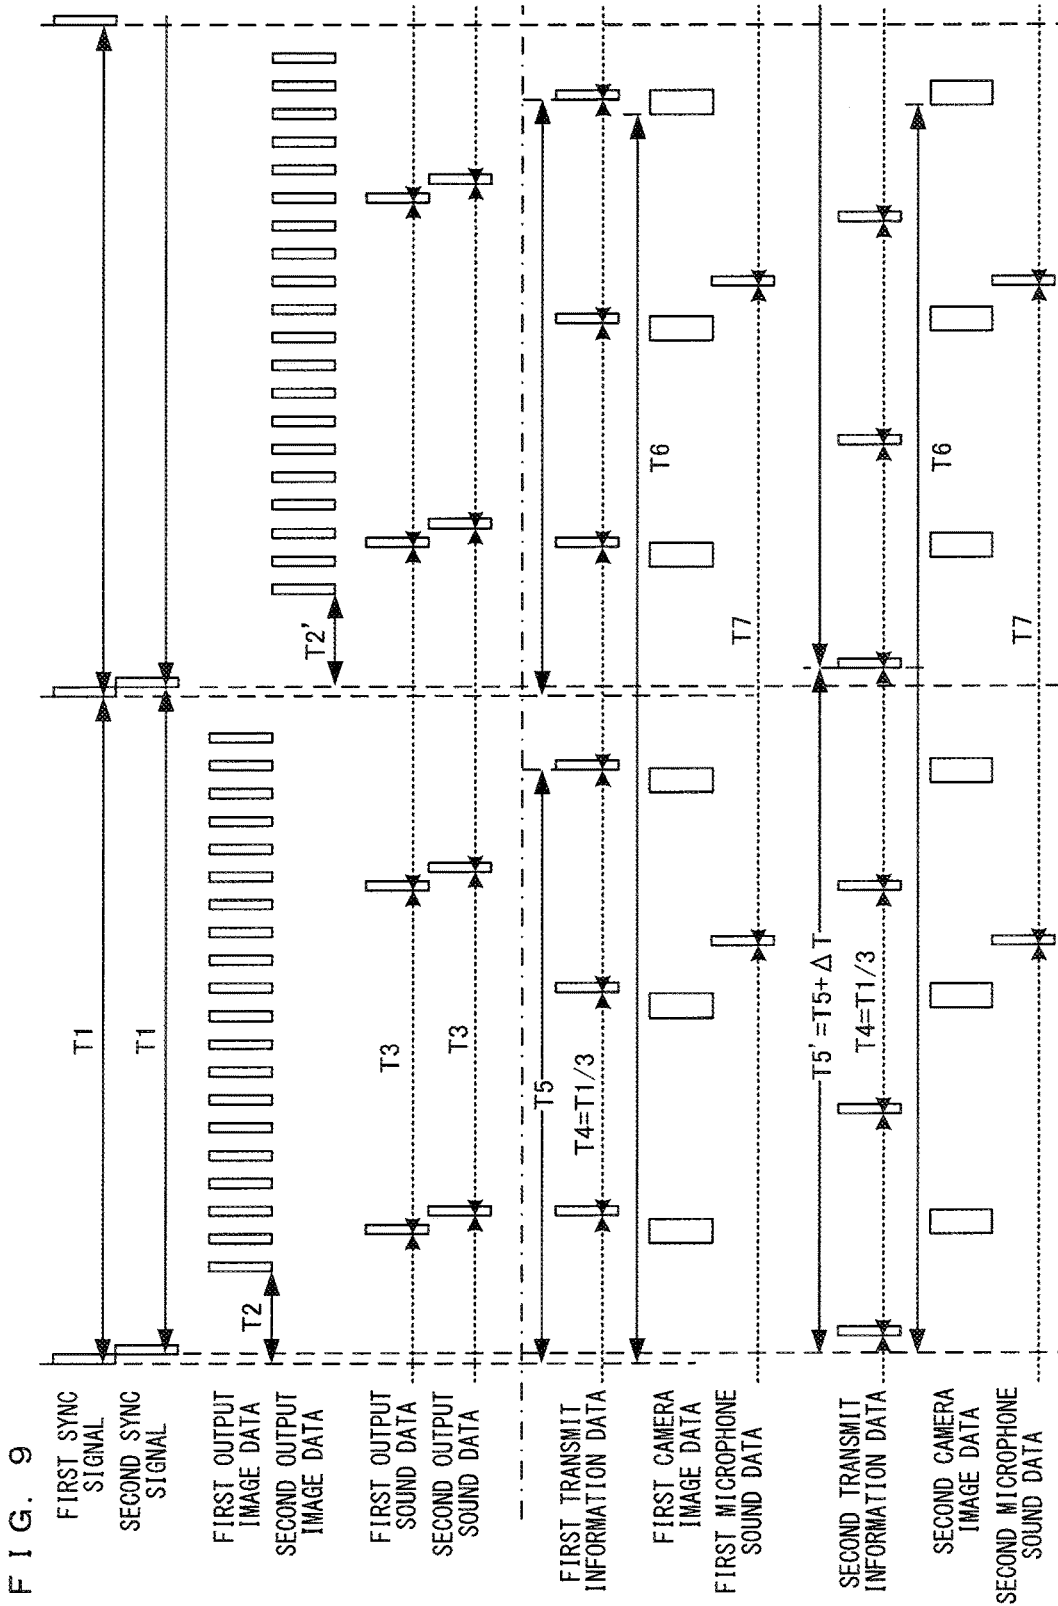 FIG. 9
FIRST SYNC
SIGNAL
SECOND SYNC
SIGNAL
T1
T1
FIRST OUTPUT
IMAGE DATA
SECOND OUTPUT
IMAGE DATA
T2
T2'
FIRST OUTPUT
SOUND DATA
SECOND OUTPUT
SOUND DATA
T3
T3
FIRST TRANSMIT
INFORMATION DATA
T5
T4=T1/3
FIRST CAMERA
IMAGE DATA
T6
FIRST MICROPHONE
SOUND DATA
T7
SECOND TRANSMIT
INFORMATION DATA
T5'=T5+ΔT
T4=T1/3
SECOND CAMERA
IMAGE DATA
T6
SECOND MICROPHONE
SOUND DATA
T7